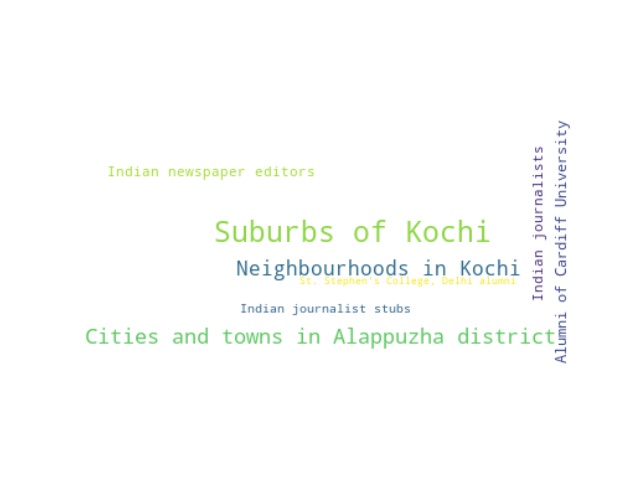 Indian newspaper editors
Suburbs of Kochi
Neighbourhoods in Kochi
St. Stephen's College, Delhi alumni
Indian journalist stubs
Cities and towns in Alappuzha district
Indian journalists
Alumni of Cardiff University